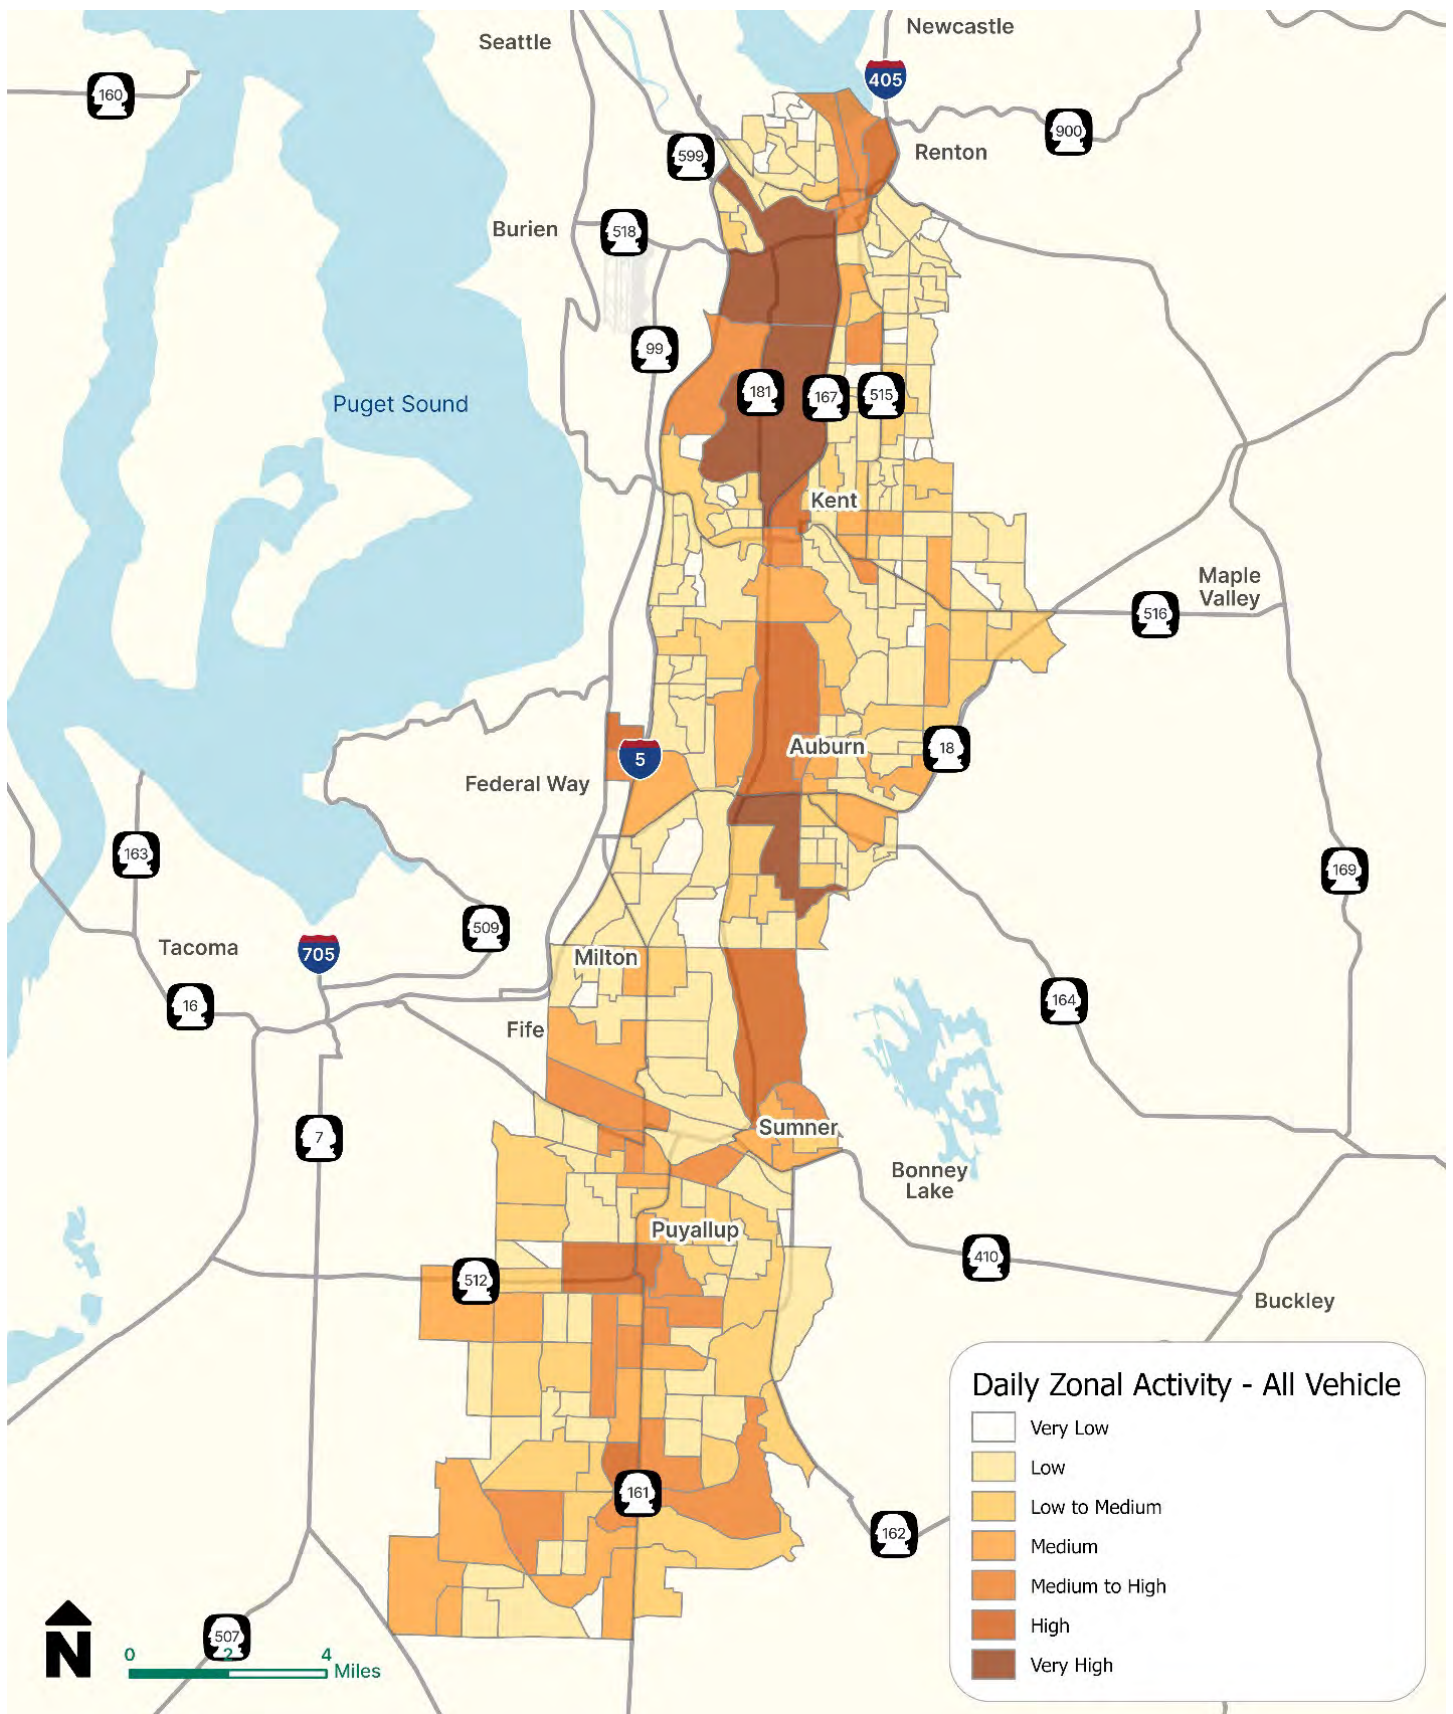 Newcastle
Seattle
405
160
900
599
Renton
Burien
518
99
181
167
515
Puget Sound
Kent
Maple
Valley
516
Auburn
18
5
Federal Way
163
169
509
Tacoma
705
Milton
16
164
Fife
7
Sumner
Bonney
Lake
Puyallup
410
512
Buckley
Daily Zonal Activity - All Vehicle
Very Low
Low
Low to Medium
Medium
Medium to High
High
Very High
161
162
507
N
0 2 4
Miles